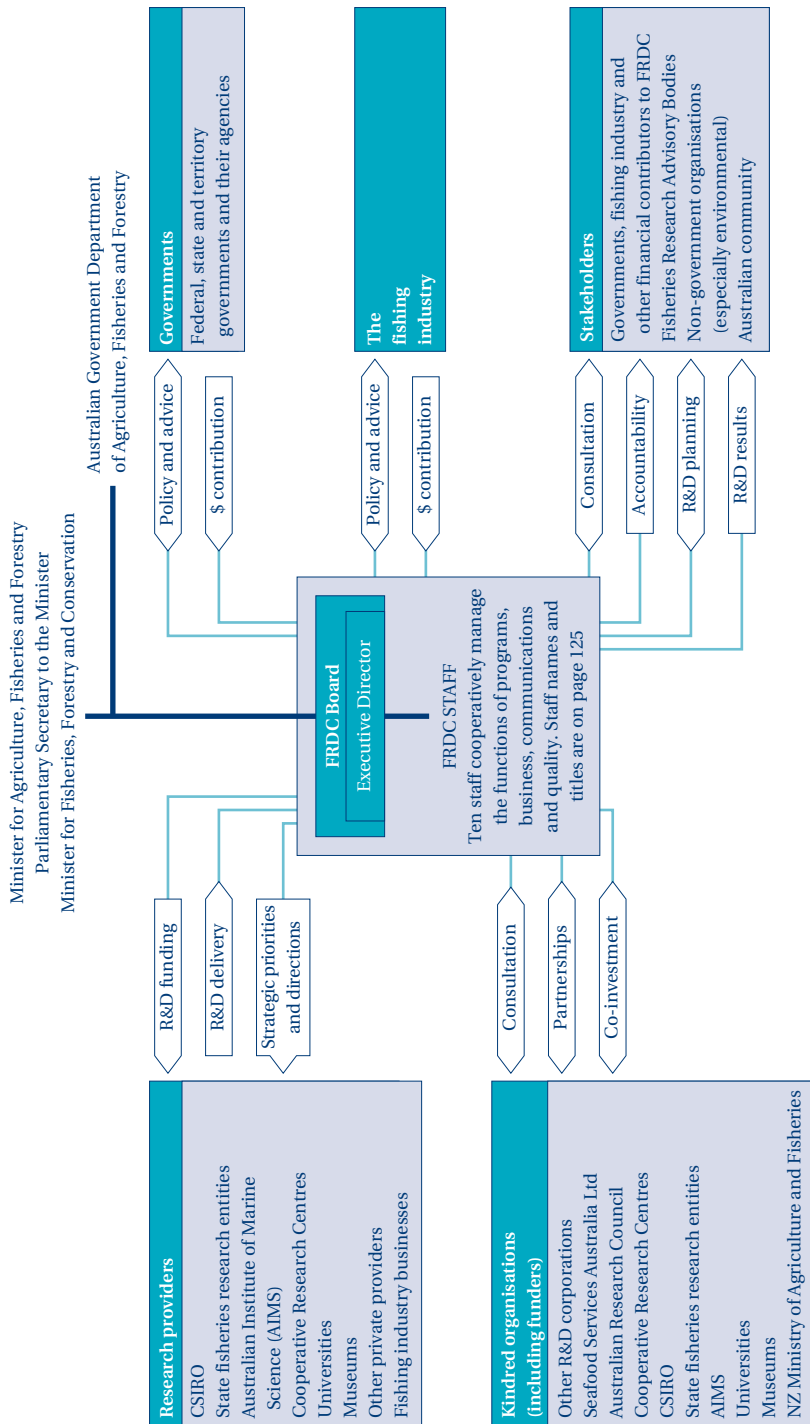 Minister for Agriculture, Fisheries and Forestry
Parliamentary Secretary to the Minister
Minister for Fisheries, Forestry and Conservation
Australian Government Department
of Agriculture, Fisheries and Forestry
Research providers
CSIRO
State fisheries research entities
Australian Institute of Marine
Science (AIMS)
Cooperative Research Centres
Universities
Museums
Other private providers
Fishing industry businesses
R&D funding
R&D delivery
Strategic priorities
and directions
FRDC Board
Executive Director
FRDC STAFF
Ten staff cooperatively manage
the functions of programs,
business, communications
and quality. Staff names and
titles are on page 125
Policy and advice
$ contribution
Governments
Federal, state and territory
governments and their agencies
Policy and advice
$ contribution
The
fishing
industry
Kindred organisations
(including funders)
Other R&D corporations
Seafood Services Australia Ltd
Australian Research Council
Cooperative Research Centres
CSIRO
State fisheries research entities
AIMS
Universities
Museums
NZ Ministry of Agriculture and Fisheries
Consultation
Partnerships
Co-investment
Consultation
Accountability
R&D planning
R&D results
Stakeholders
Governments, fishing industry and
other financial contributors to FRDC
Fisheries Research Advisory Bodies
Non-government organisations
(especially environmental)
Australian community